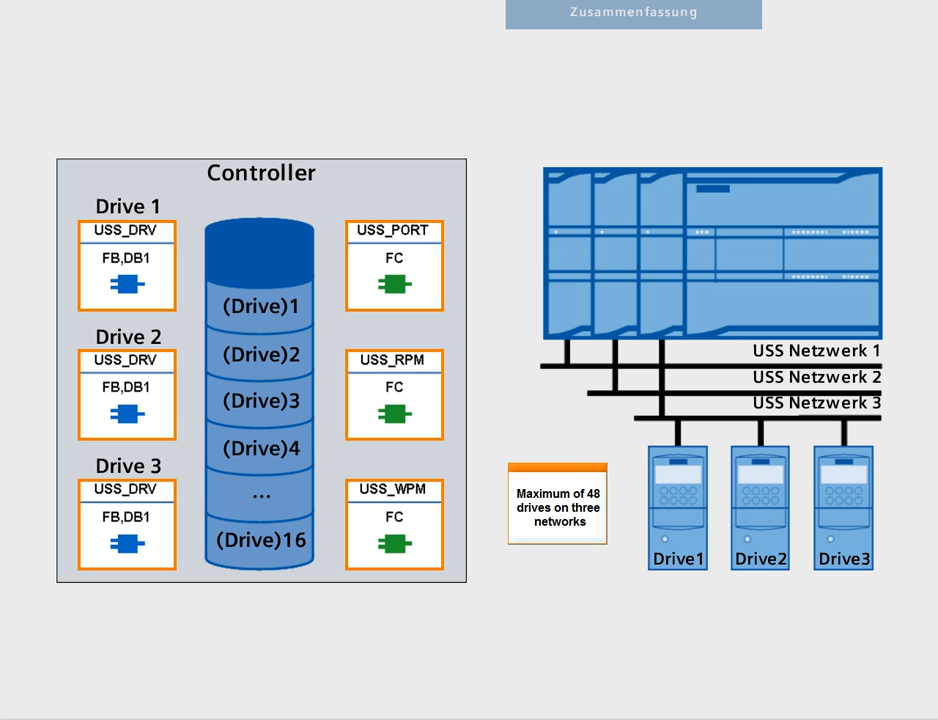 Zusammenfassung
Controller
Drive 1
USS_DRV
FB,DB1
Drive 2
USS_DRV
FB,DB1
Drive 3
USS_DRV
FB,DB1
(Drive)1
(Drive)2
(Drive)3
(Drive)4
...
(Drive)16
USS_PORT
FC
USS_RPM
FC
USS_WPM
FC
USS Netzwerk 1
USS Netzwerk 2
USS Netzwerk 3
Maximum of 48
drives on three
networks
Drive1
Drive2
Drive3